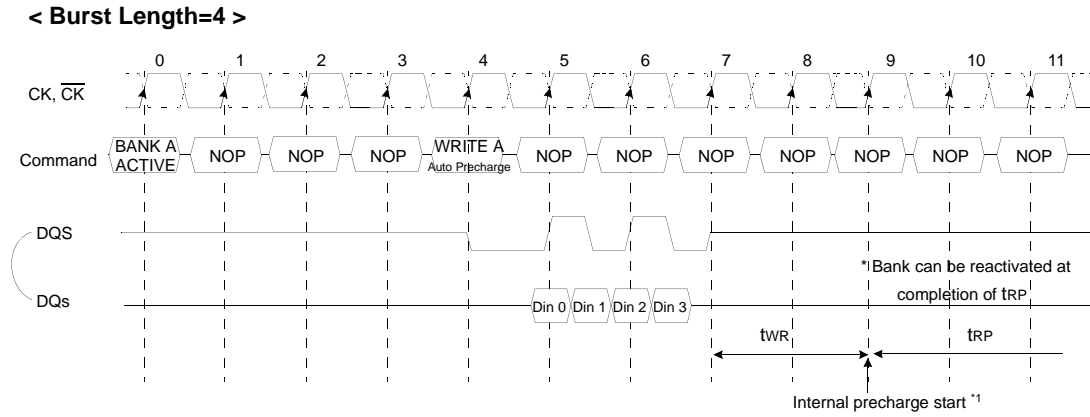 < Burst Length=4 >
0 1 2 3 4 5 6 7 8 9 10 11
CK, CK
Command
BANK A
ACTIVE
NOP NOP NOP
WRITE A
Auto Precharge
NOP NOP NOP NOP NOP NOP NOP
DQS
* Bank can be reactivated at
completion of tRP
DQs
Din 0 Din 1 Din 2 Din 3
tWR tRP
Internal precharge start *1